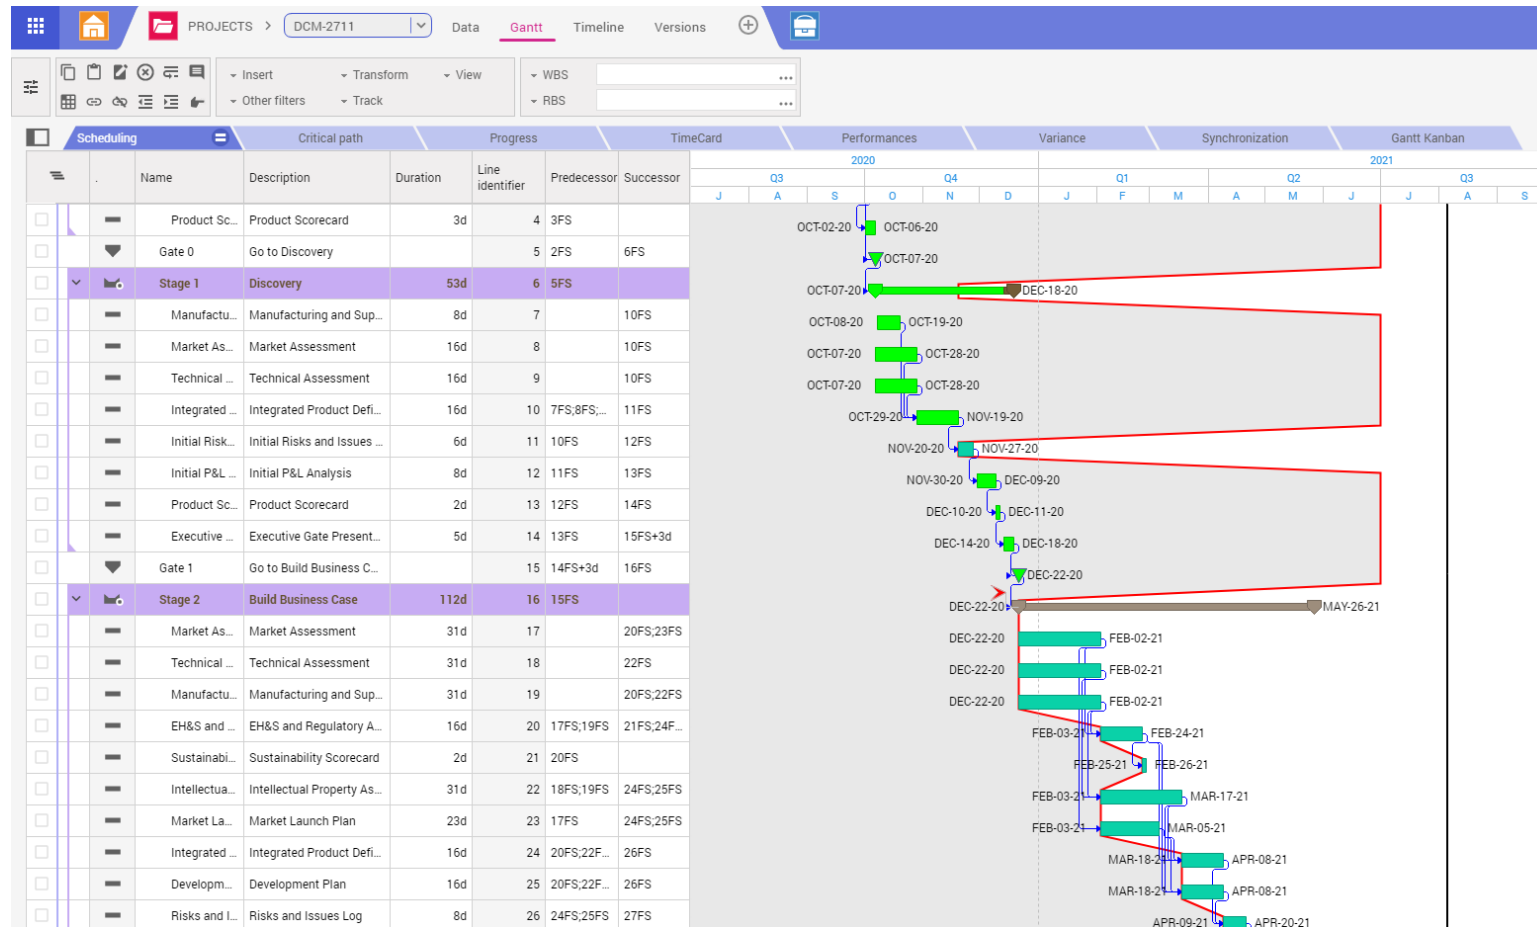 PROJECTS > DCM-2711 Data Gantt Timeline Versions
Insert Transform View WBS ...
Other filters Track RBS ...
Scheduling Critical path Progress TimeCard Performances Variance Synchronization Gantt Kanban
. Name Description Duration Line identifier Predecessor Successor
2020 2021
Q3 Q4 Q1 Q2 Q3
J A S O N D J F M A M J J A S
Product Sc... Product Scorecard 3d 4 3FS OCT-02-20 OCT-06-20
Gate 0 Go to Discovery 5 2FS 6FS OCT-07-20
Stage 1 Discovery 53d 6 5FS OCT-07-20 DEC-18-20
Manufactu... Manufacturing and Sup... 8d 7 10FS OCT-08-20 OCT-19-20
Market As... Market Assessment 16d 8 10FS OCT-07-20 OCT-28-20
Technical ... Technical Assessment 16d 9 10FS OCT-07-20 OCT-28-20
Integrated ... Integrated Product Defi... 16d 10 7FS;8FS;... 11FS OCT-29-20 NOV-19-20
Initial Risk... Initial Risks and Issues ... 6d 11 10FS 12FS NOV-20-20 NOV-27-20
Initial P&L ... Initial P&L Analysis 8d 12 11FS 13FS NOV-30-20 DEC-09-20
Product Sc... Product Scorecard 2d 13 12FS 14FS DEC-10-20 DEC-11-20
Executive ... Executive Gate Present... 5d 14 13FS 15FS+3d DEC-14-20 DEC-18-20
Gate 1 Go to Build Business C... 15 14FS+3d 16FS DEC-22-20
Stage 2 Build Business Case 112d 16 15FS DEC-22-20 MAY-26-21
Market As... Market Assessment 31d 17 20FS;23FS DEC-22-20 FEB-02-21
Technical ... Technical Assessment 31d 18 22FS DEC-22-20 FEB-02-21
Manufactu... Manufacturing and Sup... 31d 19 20FS;22FS DEC-22-20 FEB-02-21
EH&S and ... EH&S and Regulatory A... 16d 20 17FS;19FS 21FS;24F... FEB-03-21 FEB-24-21
Sustainabi... Sustainability Scorecard 2d 21 20FS FEB-25-21 FEB-26-21
Intellectua... Intellectual Property As... 31d 22 18FS;19FS 24FS;25FS FEB-03-21 MAR-17-21
Market La... Market Launch Plan 23d 23 17FS 24FS;25FS FEB-03-21 MAR-05-21
Integrated ... Integrated Product Defi... 16d 24 20FS;22F... 26FS MAR-18-21 APR-08-21
Developm... Development Plan 16d 25 20FS;22F... 26FS MAR-18-21 APR-08-21
Risks and I... Risks and Issues Log 8d 26 24FS;25FS 27FS APR-09-21 APR-20-21